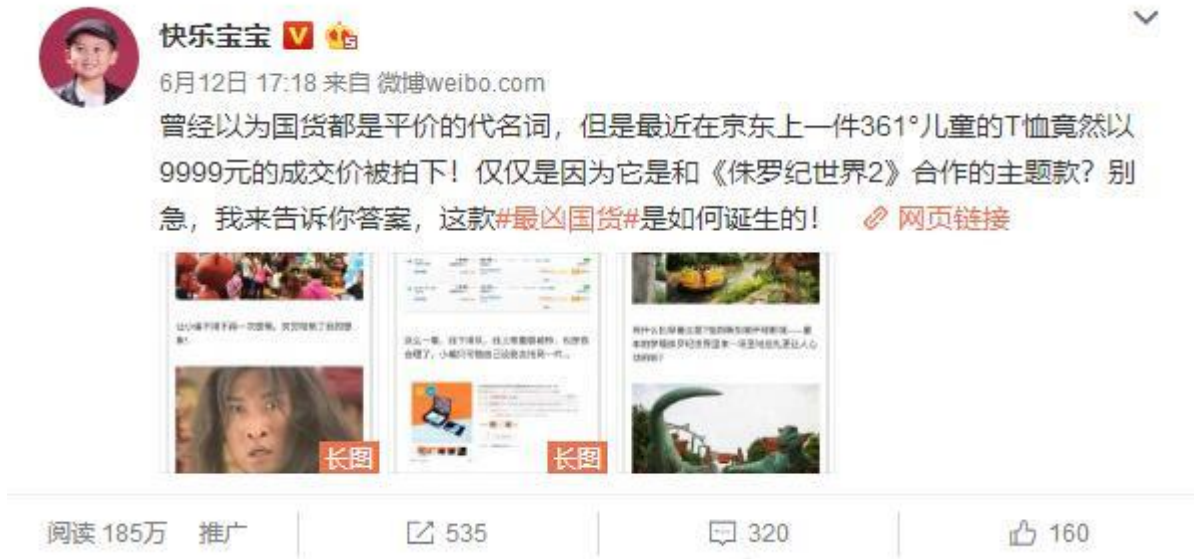 快乐宝宝
6月12日 17:18 来自 微博weibo.com
曾经以为国货都是平价的代名词，但是最近在京东上一件361°儿童的T恤竟然以
9999元的成交价被拍下！仅仅是因为它是和《侏罗纪世界2》合作的主题款？别
急，我来告诉你答案，这款#最凶国货#是如何诞生的！ 网页链接
长图
长图
阅读 185万 推广 535 320 160